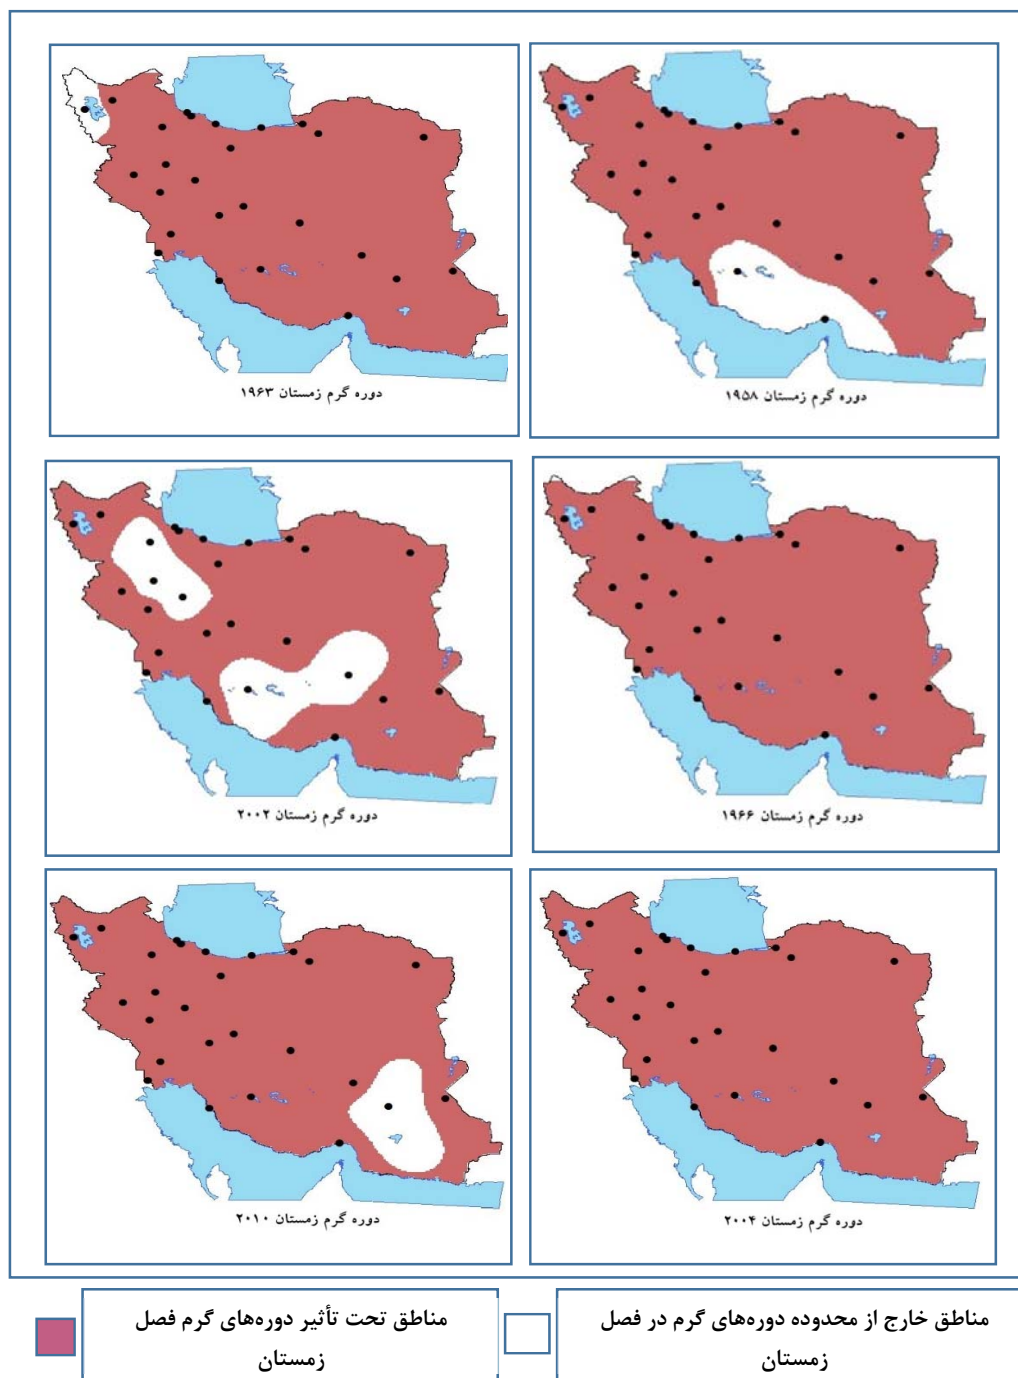 دوره گرم زمستان ۱۹۵۸
دوره گرم زمستان ۱۹۶۳
دوره گرم زمستان ۱۹۶۶
دوره گرم زمستان ۲۰۰۲
دوره گرم زمستان ۲۰۰۴
دوره گرم زمستان ۲۰۱۰
مناطق خارج از محدوده دوره‌های گرم در فصل
زمستان
مناطق تحت تأثیر دوره‌های گرم فصل
زمستان